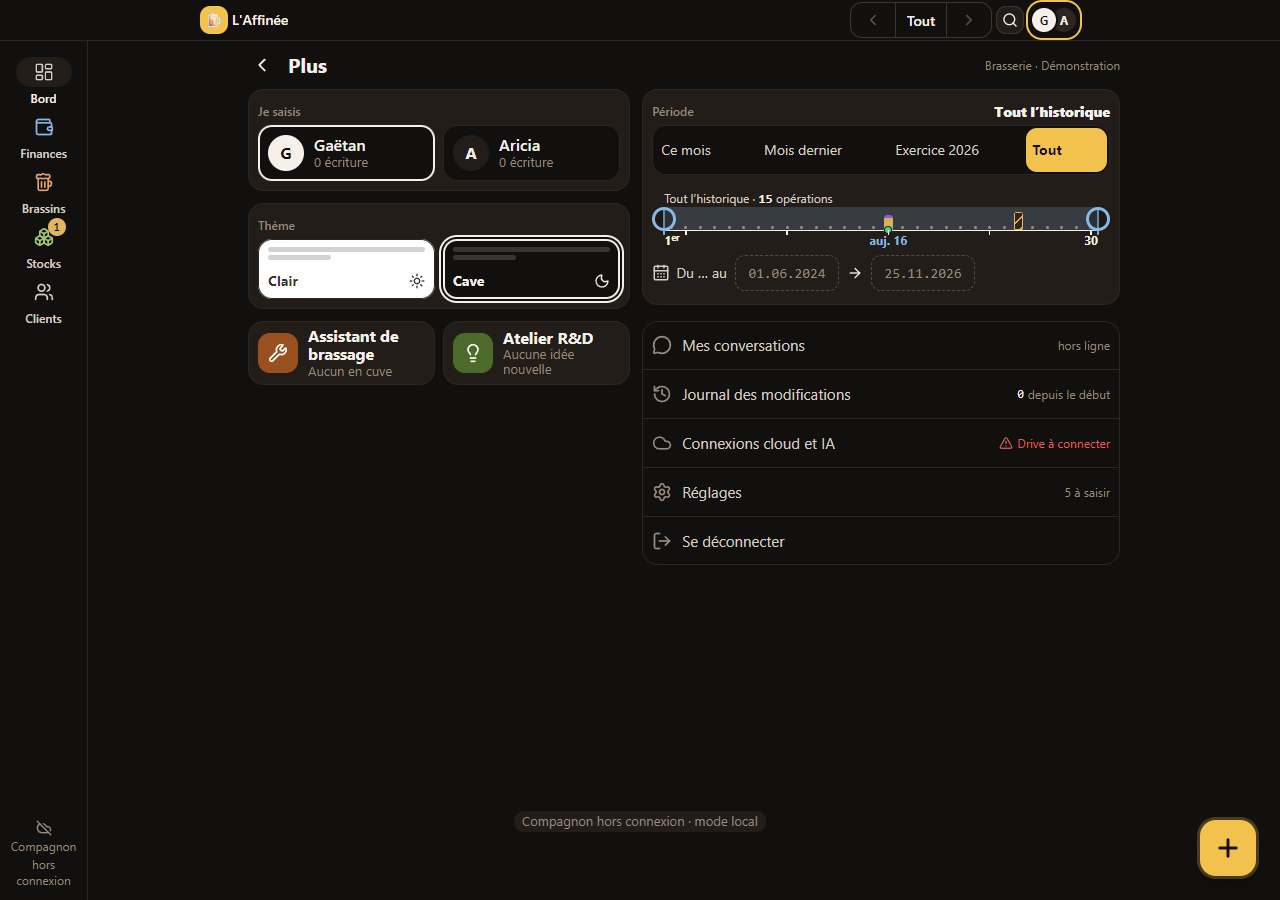 L'Affinée
Tout
G A
Bord
Finances
Brassins
1
Stocks
Clients
Compagnon
hors
connexion
Plus
Brasserie · Démonstration
Je saisis
G
Gaëtan
0 écriture
A
Aricia
0 écriture
Thème
Clair
Cave
Assistant de
brassage
Aucun en cuve
Atelier R&D
Aucune idée
nouvelle
Période
Tout l’historique
Ce mois
Mois dernier
Exercice 2026
Tout
Tout l’historique · 15 opérations
1er
auj. 16
30
Du ... au
01.06.2024
25.11.2026
Mes conversations
hors ligne
Journal des modifications
0 depuis le début
Connexions cloud et IA
Drive à connecter
Réglages
5 à saisir
Se déconnecter
Compagnon hors connexion · mode local